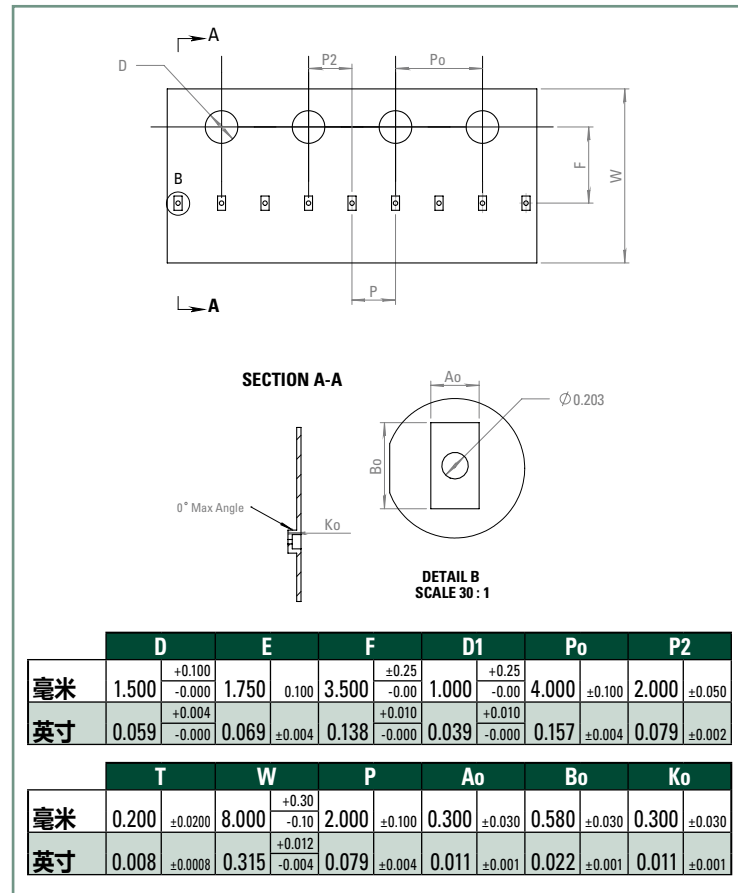 A
D
P2
Po
B
F
W
P
A
SECTION A-A
Ao
∅0.203
Bo
0° Max Angle
Ko
DETAIL B
SCALE 30 : 1
D E F D1 Po P2
毫米 1.500 +0.100 -0.000 1.750 0.100 3.500 ±0.25 -0.00 1.000 +0.25 -0.00 4.000 ±0.100 2.000 ±0.050
英寸 0.059 +0.004 -0.000 0.069 ±0.004 0.138 +0.010 -0.000 0.039 +0.010 -0.000 0.157 ±0.004 0.079 ±0.002
T W P Ao Bo Ko
毫米 0.200 ±0.0200 8.000 +0.30 -0.10 2.000 ±0.100 0.300 ±0.030 0.580 ±0.030 0.300 ±0.030
英寸 0.008 ±0.0008 0.315 +0.012 -0.004 0.079 ±0.004 0.011 ±0.001 0.022 ±0.001 0.011 ±0.001